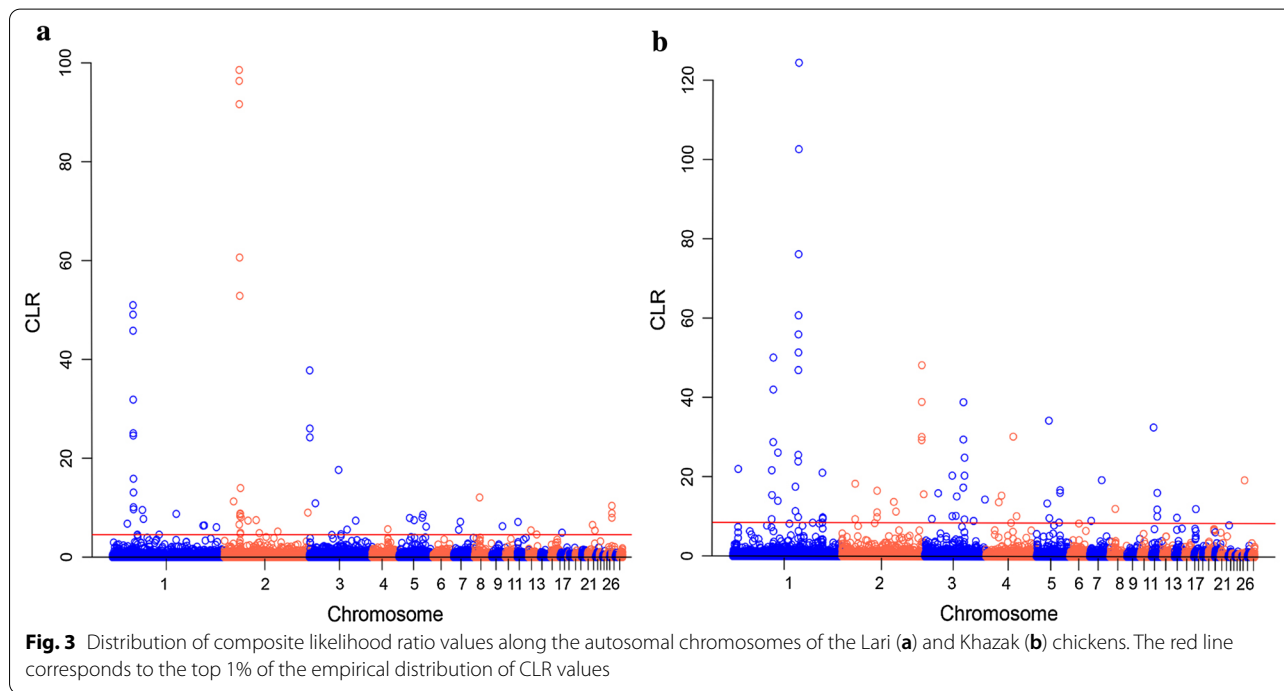 a
b
100
80
60
40
20
0
CLR
1 2 3 4 5 6 7 8 9 11 13 17 21 26
Chromosome
120
100
80
60
40
20
0
CLR
1 2 3 4 5 6 7 8 9 11 13 17 21 26
Chromosome
Fig. 3 Distribution of composite likelihood ratio values along the autosomal chromosomes of the Lari (a) and Khazak (b) chickens. The red line
corresponds to the top 1% of the empirical distribution of CLR values